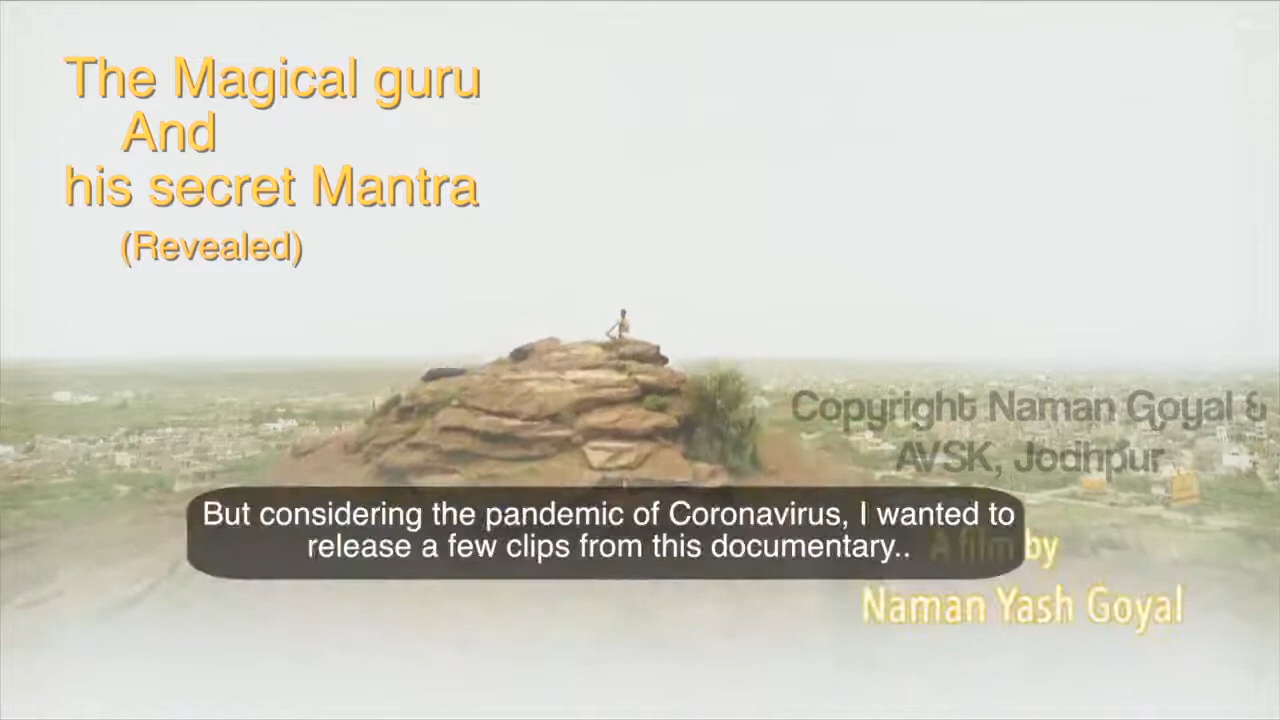 The Magical guru
And
his secret Mantra
(Revealed)
Copyright Naman Goyal &
AVSK, Jodhpur
But considering the pandemic of Coronavirus, I wanted to
release a few clips from this documentary..
A film by
Naman Yash Goyal